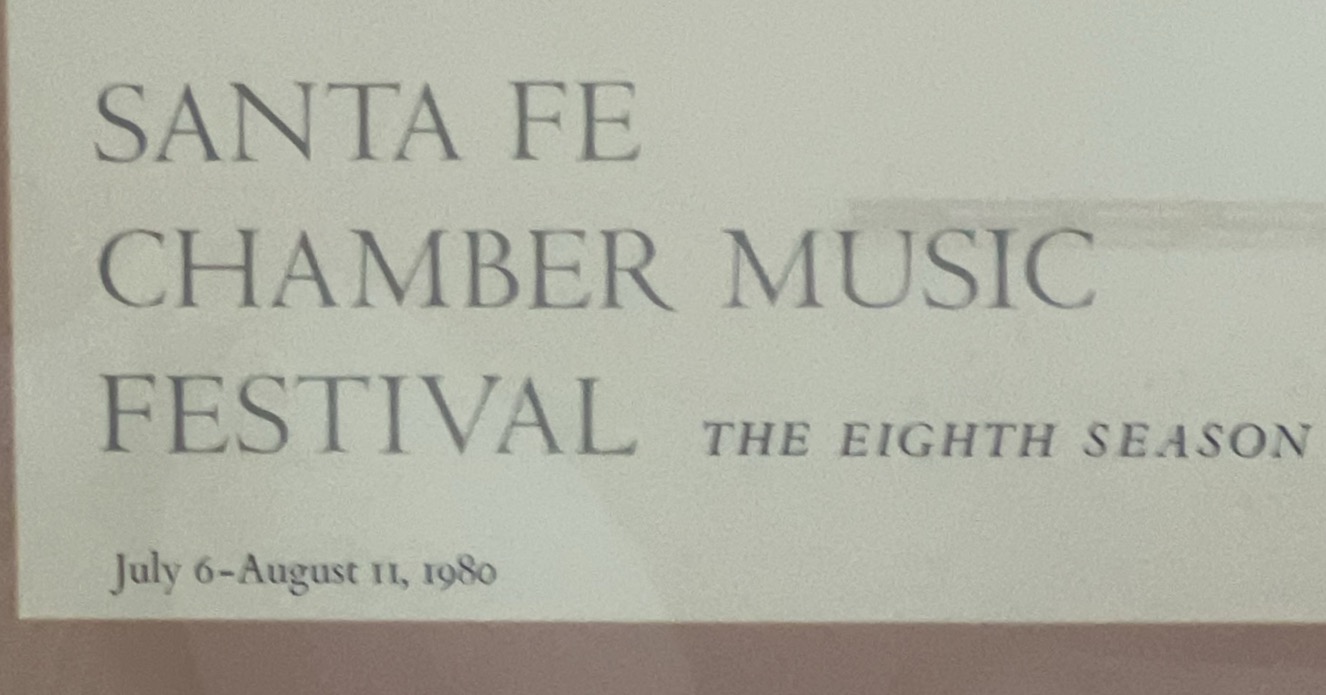 SANTA FE
CHAMBER MUSIC
FESTIVAL THE EIGHTH SEASON
July 6-August 11, 1980